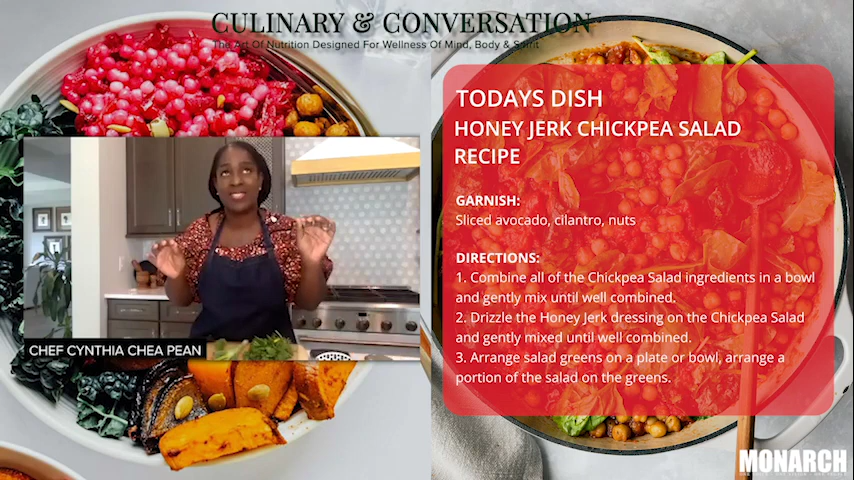 CULINARY & CONVERSATION
The Art Of Nutrition Designed For Wellness Of Mind, Body & Spirit
TODAYS DISH
HONEY JERK CHICKPEA SALAD
RECIPE
GARNISH:
Sliced avocado, cilantro, nuts
DIRECTIONS:
1. Combine all of the Chickpea Salad ingredients in a bowl
and gently mix until well combined.
2. Drizzle the Honey Jerk dressing on the Chickpea Salad
and gently mixed until well combined.
3. Arrange salad greens on a plate or bowl, arrange a
portion of the salad on the greens.
CHEF CYNTHIA CHEA PEAN
MONARCH